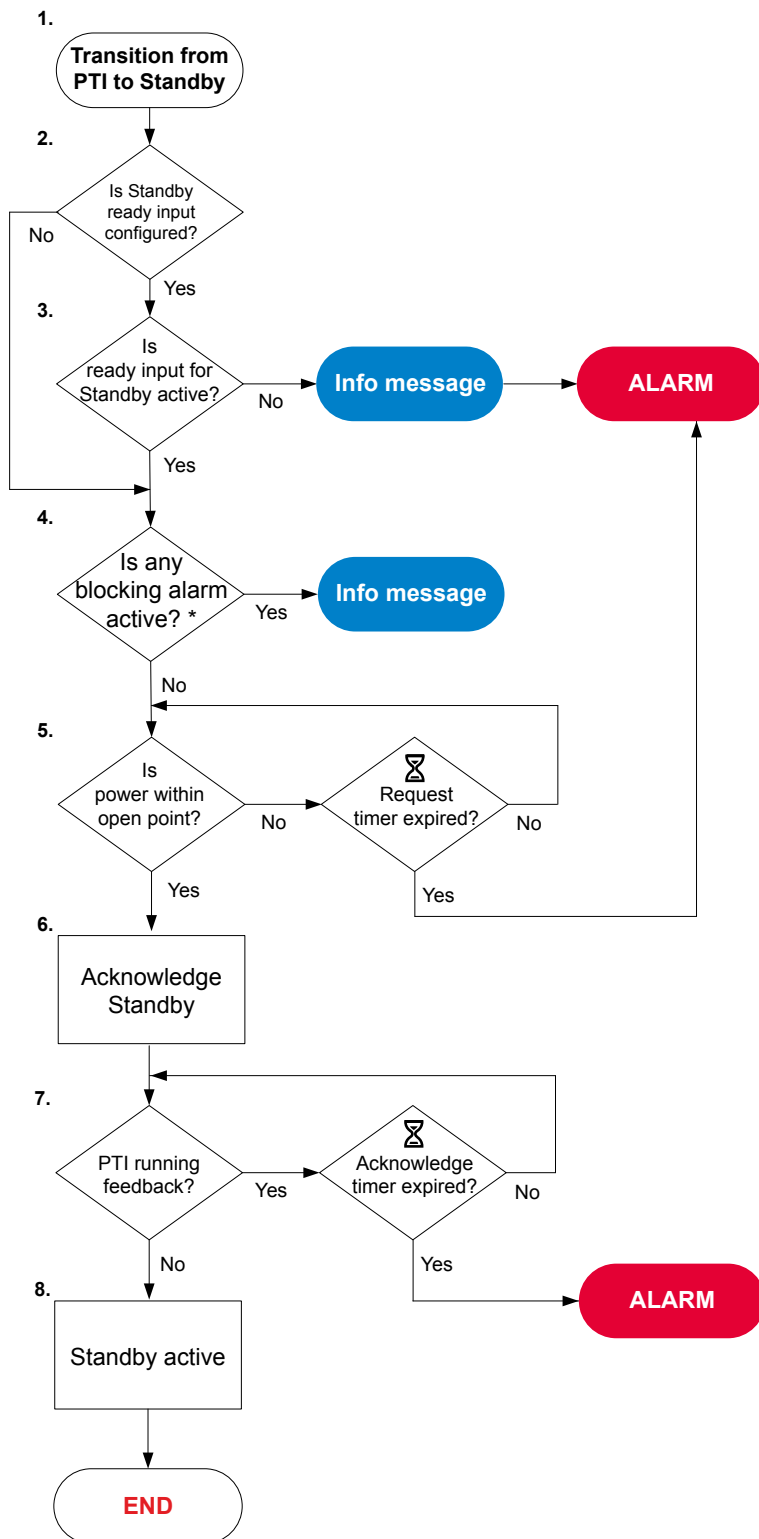 1.
Transition from
PTI to Standby
2.
Is Standby
ready input
configured?
No
Yes
3.
Is
ready input for
Standby active?
No
Info message
ALARM
Yes
4.
Is any
blocking alarm
active? *
Yes
Info message
No
5.
Is
power within
open point?
No
Request
timer expired?
No
Yes
Yes
6.
Acknowledge
Standby
7.
PTI running
feedback?
Yes
Acknowledge
timer expired?
No
Yes
No
ALARM
8.
Standby active
END